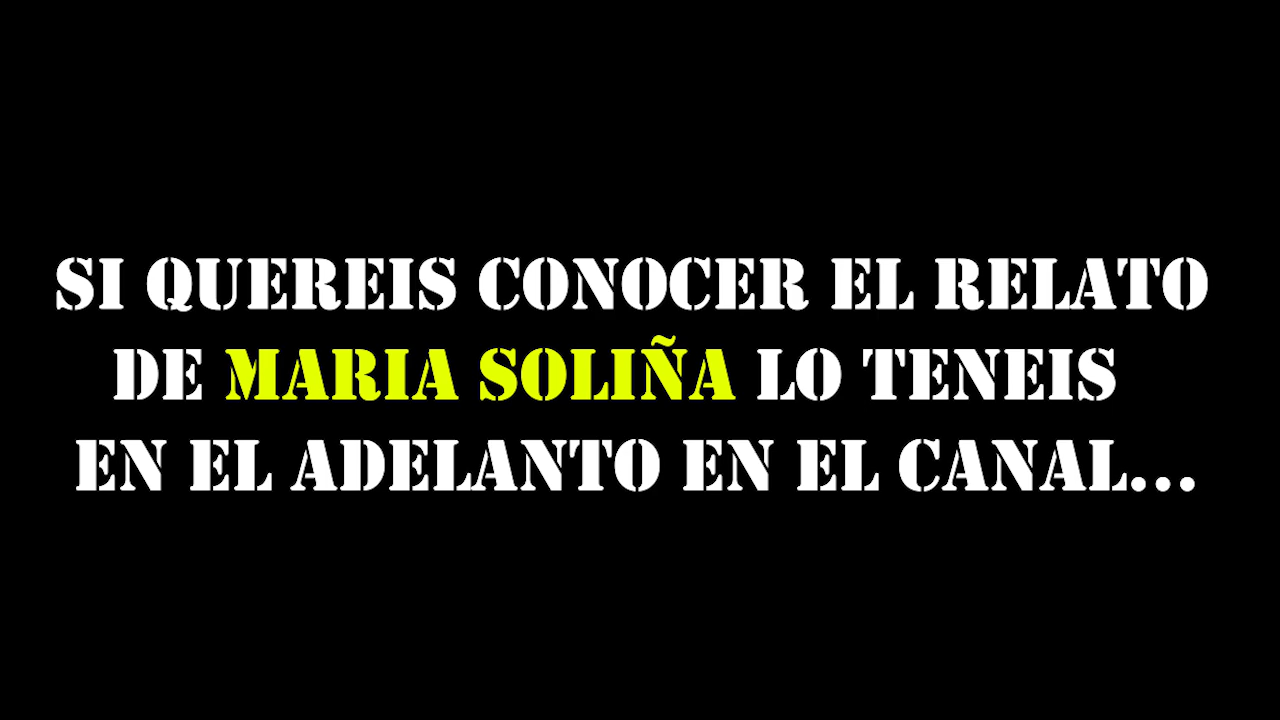 SI QUEREIS CONOCER EL RELATO
DE MARIA SOLIÑA LO TENEIS
EN EL ADELANTO EN EL CANAL...